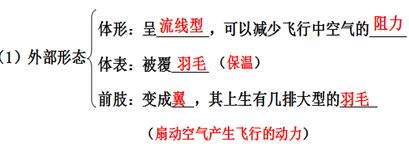 体形：呈流线型，可以减少飞行中空气的阻力
（1）外部形态
体表：被覆羽毛（保温）
前肢：变成翼，其上生有几排大型的羽毛
（扇动空气产生飞行的动力）